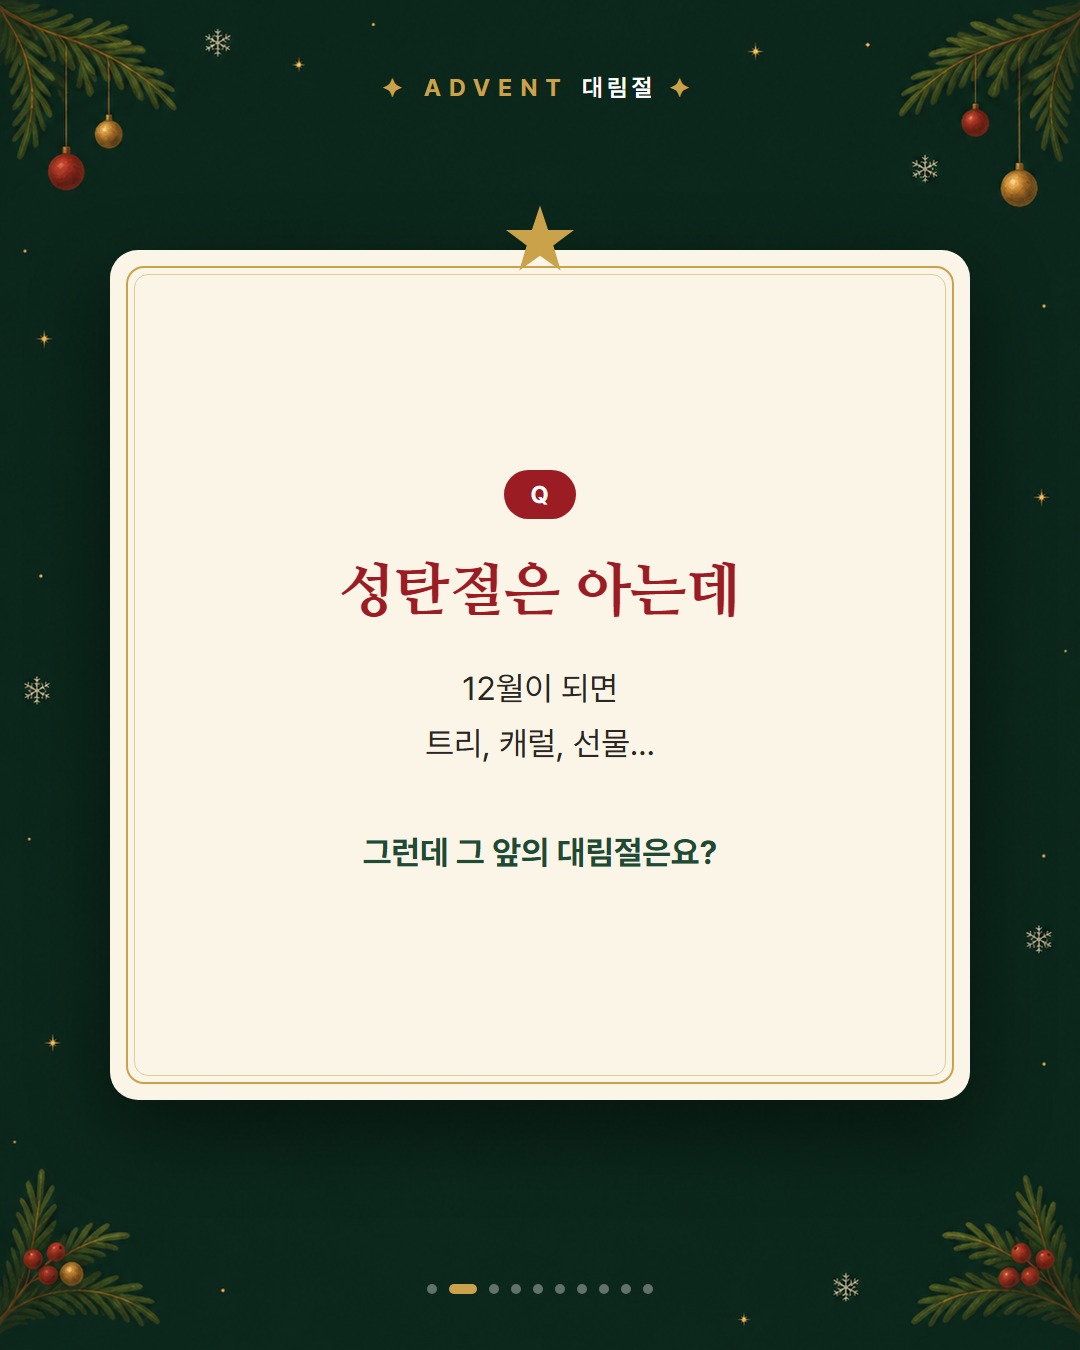 ADVENT 대림절
Q
성탄절은 아는데
12월이 되면
트리, 캐럴, 선물...
그런데 그 앞의 대림절은요?